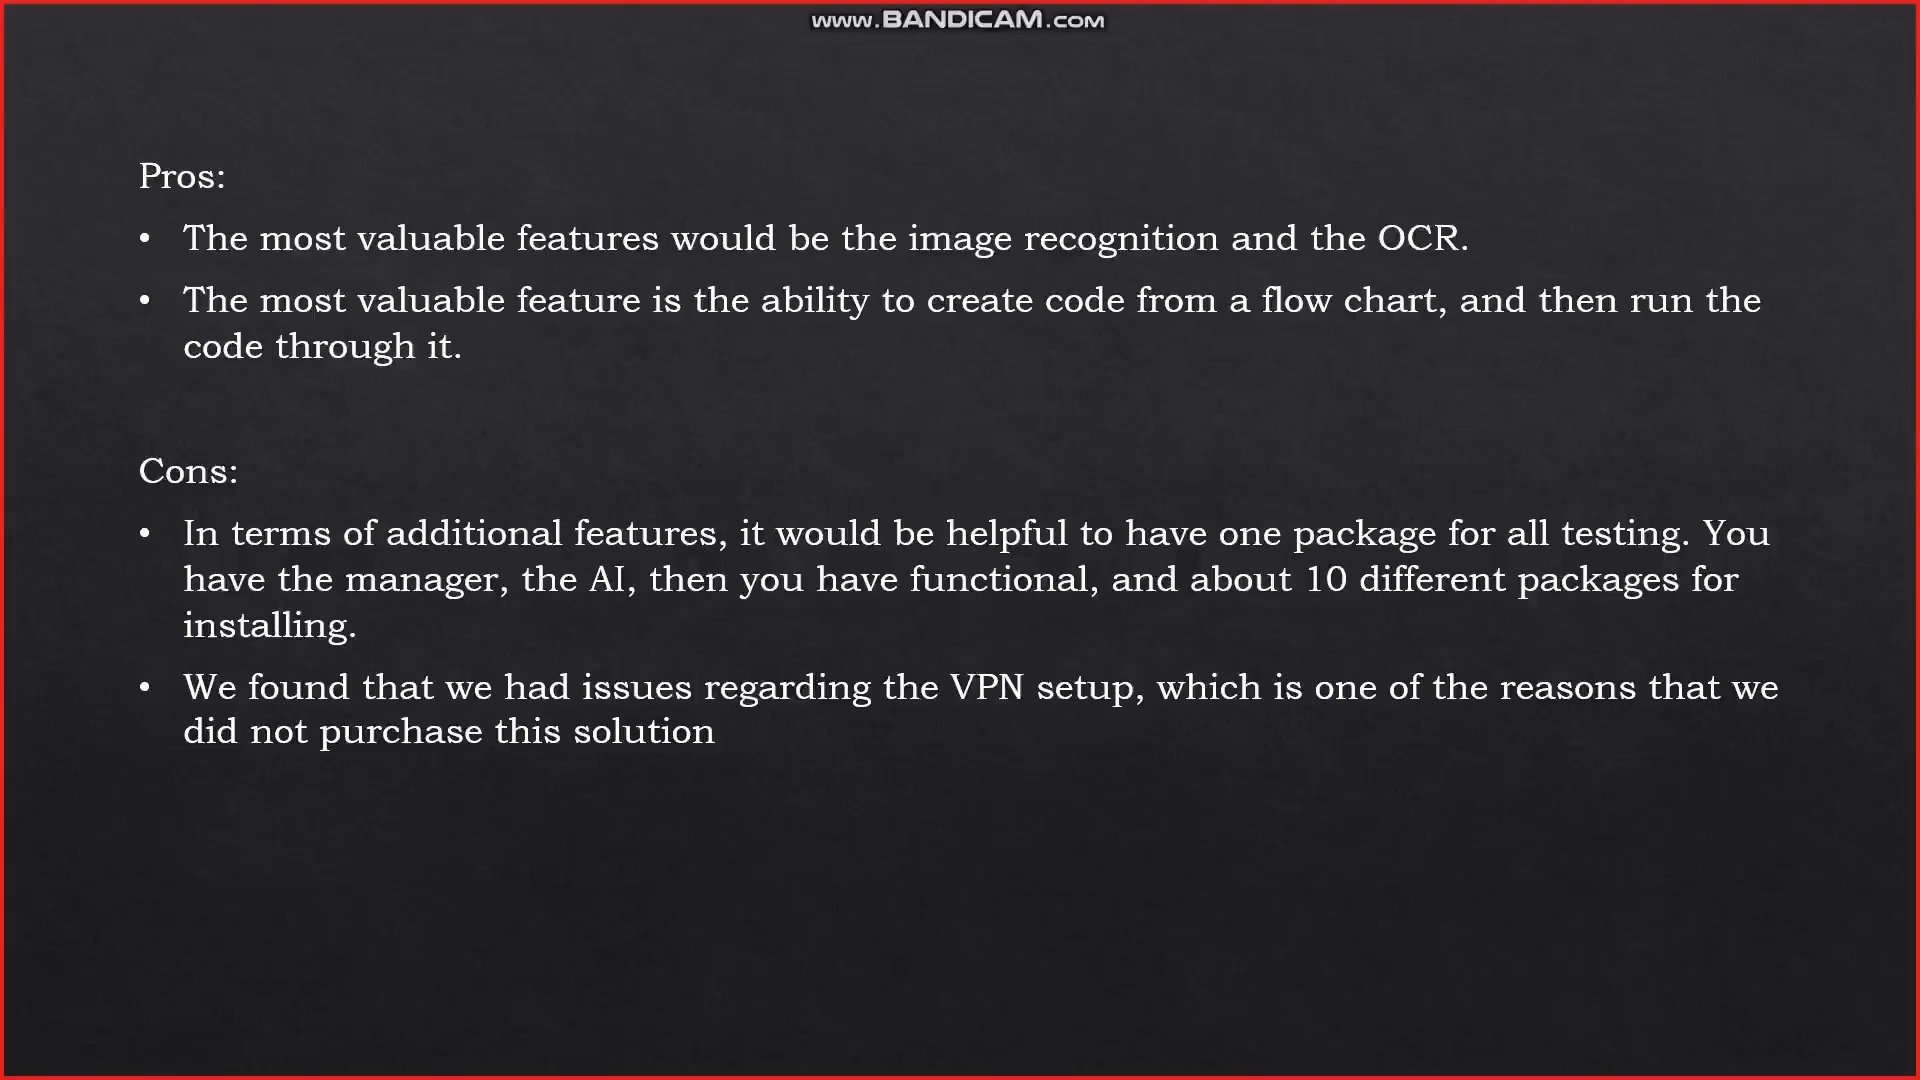 www.BANDICAM.com
Pros:
• The most valuable features would be the image recognition and the OCR.
• The most valuable feature is the ability to create code from a flow chart, and then run the
code through it.
Cons:
• In terms of additional features, it would be helpful to have one package for all testing. You
have the manager, the AI, then you have functional, and about 10 different packages for
installing.
• We found that we had issues regarding the VPN setup, which is one of the reasons that we
did not purchase this solution